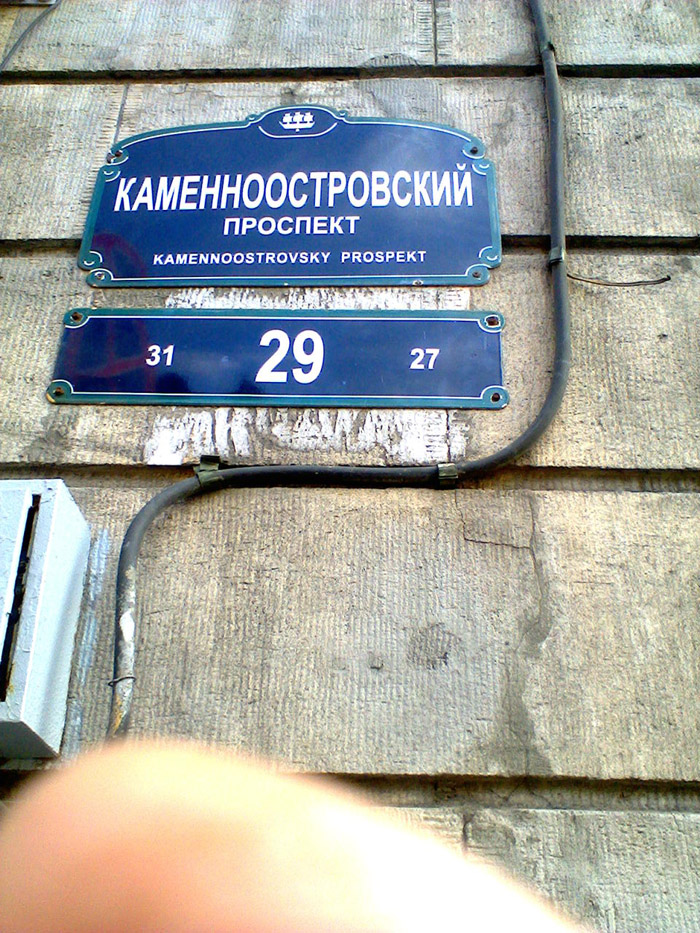 КАМЕННООСТРОВСКИЙ
ПРОСПЕКТ
KAMENNOOSTROVSKY PROSPEKT
31 29 27